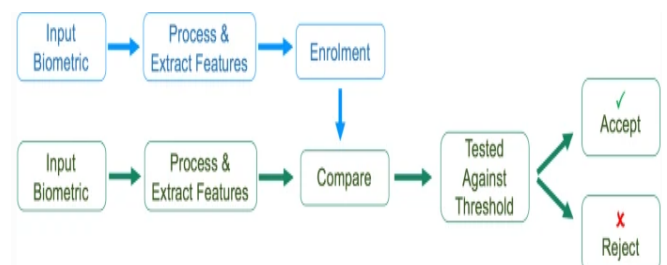 Input
Biometric
Process &
Extract Features
Enrolment
Input
Biometric
Process &
Extract Features
Compare
Tested
Against
Threshold
✓
Accept
✗
Reject